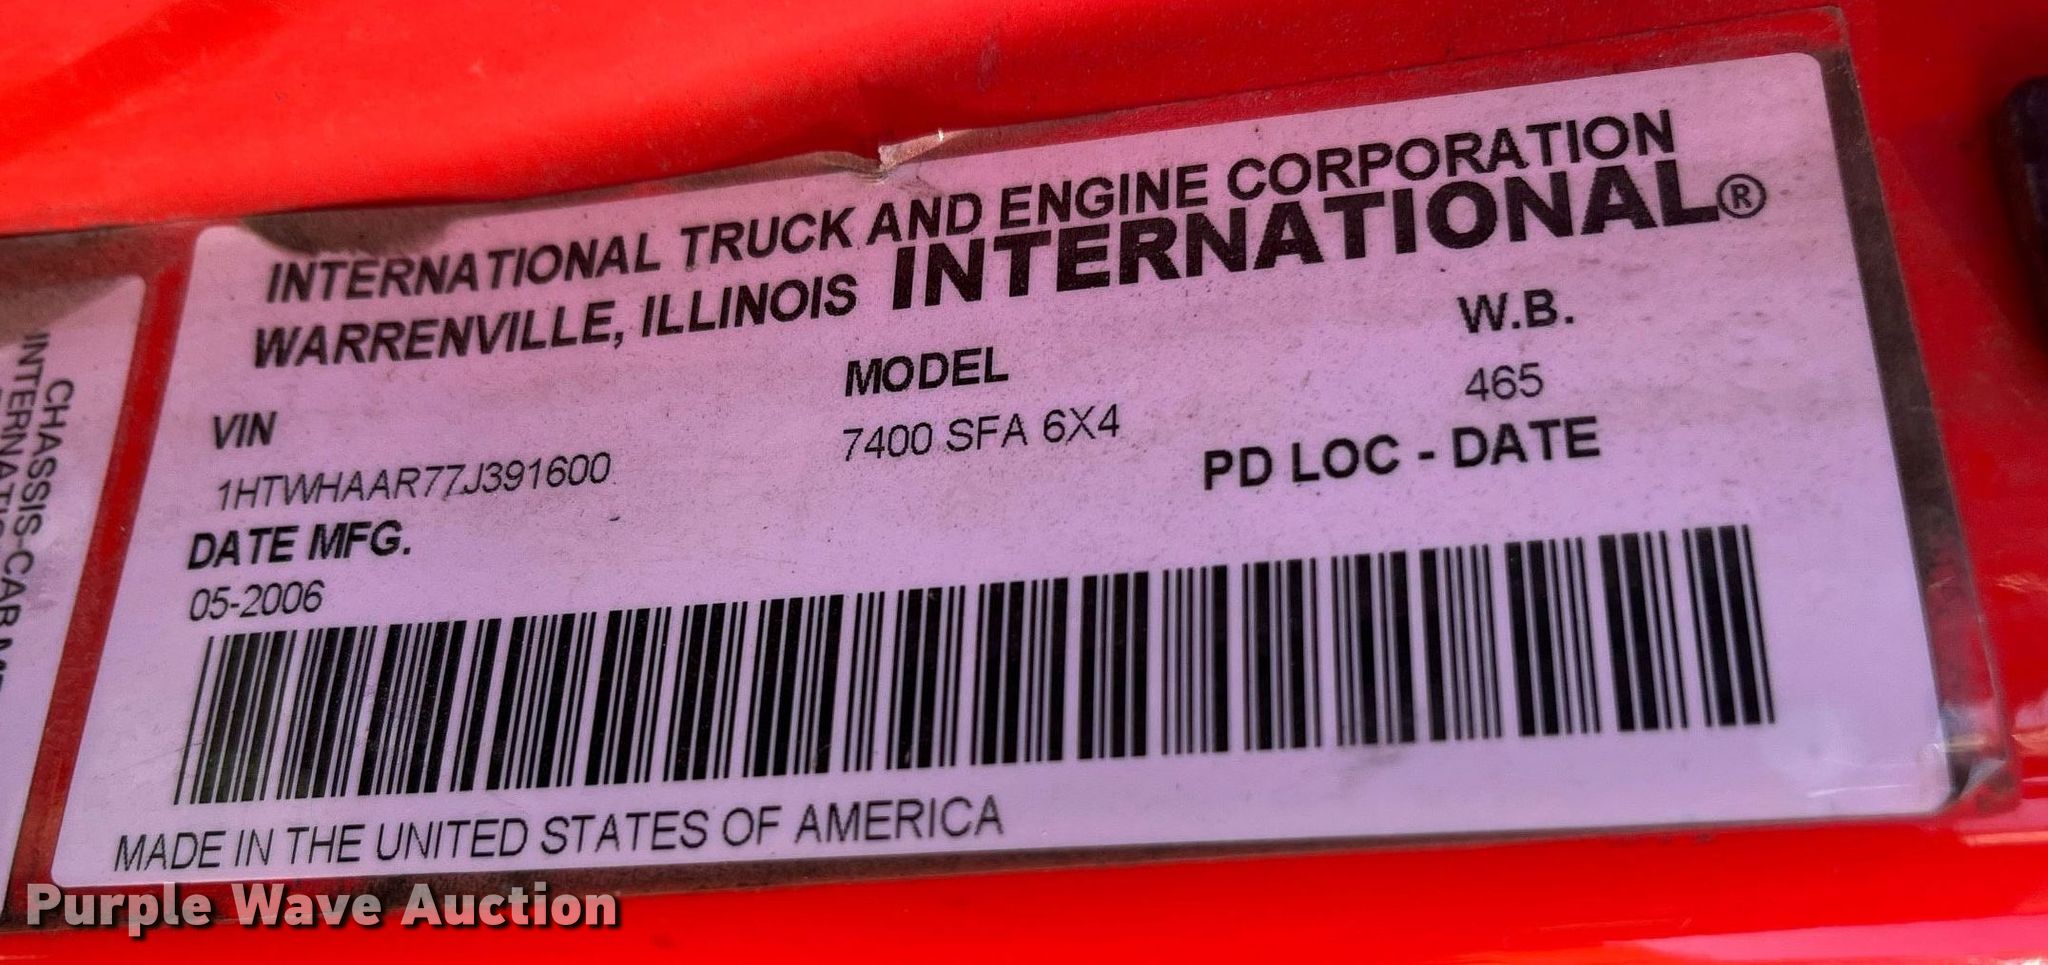 INTERNATIONAL TRUCK AND ENGINE CORPORATION
WARRENVILLE, ILLINOIS INTERNATIONAL®
VIN MODEL W.B.
1HTWHAAR77J391600 7400 SFA 6X4 465
DATE MFG. PD LOC - DATE
05-2006
MADE IN THE UNITED STATES OF AMERICA
CHASSIS-CAB
Purple Wave Auction